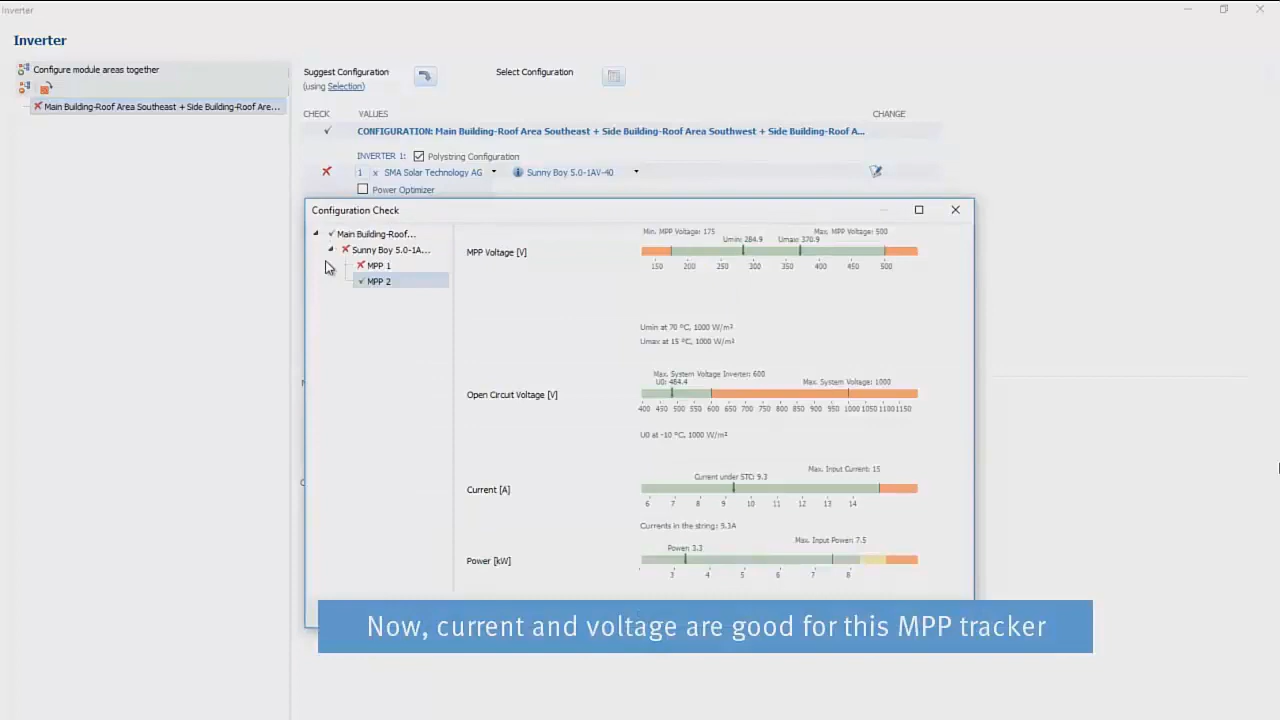 Inverter
Inverter
Configure module areas together
Main Building-Roof Area Southeast + Side Building-Roof Are...
Suggest Configuration
(using Selection)
Select Configuration
CHECK VALUES CHANGE
CONFIGURATION: Main Building-Roof Area Southeast + Side Building-Roof Area Southwest + Side Building-Roof A...
INVERTER 1: Polystring Configuration
1 x SMA Solar Technology AG Sunny Boy 5.0-1AV-40
Power Optimizer
Configuration Check
Main Building-Roof...
Sunny Boy 5.0-1A...
MPP 1
MPP 2
Min. MPP Voltage: 175 Max. MPP Voltage: 500
Umin: 284.9 Umax: 370.9
MPP Voltage [V]
150 200 250 300 350 400 450 500
Umin at 70 °C, 1000 W/m²
Umax at 15 °C, 1000 W/m²
Max. System Voltage Inverter: 600
U0: 484.4 Max. System Voltage: 1000
Open Circuit Voltage [V]
400 450 500 550 600 650 700 750 800 850 900 950 1000 1050 1100 1150
U0 at -10 °C, 1000 W/m²
Max. Input Current: 15
Current under STC: 9.3
Current [A]
6 7 8 9 10 11 12 13 14
Currents in the string: 9.3A
Max. Input Power: 7.5
Power: 3.3
Power [kW]
3 4 5 6 7 8
Now, current and voltage are good for this MPP tracker